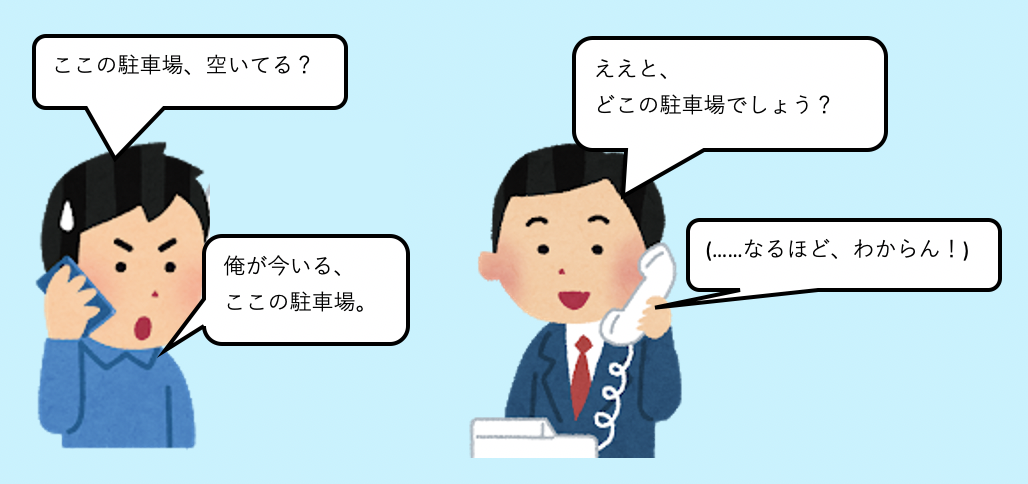 ここの駐車場、空いてる？
ええと、
どこの駐車場でしょう？
俺が今いる、
ここの駐車場。
(……なるほど、わからん！)